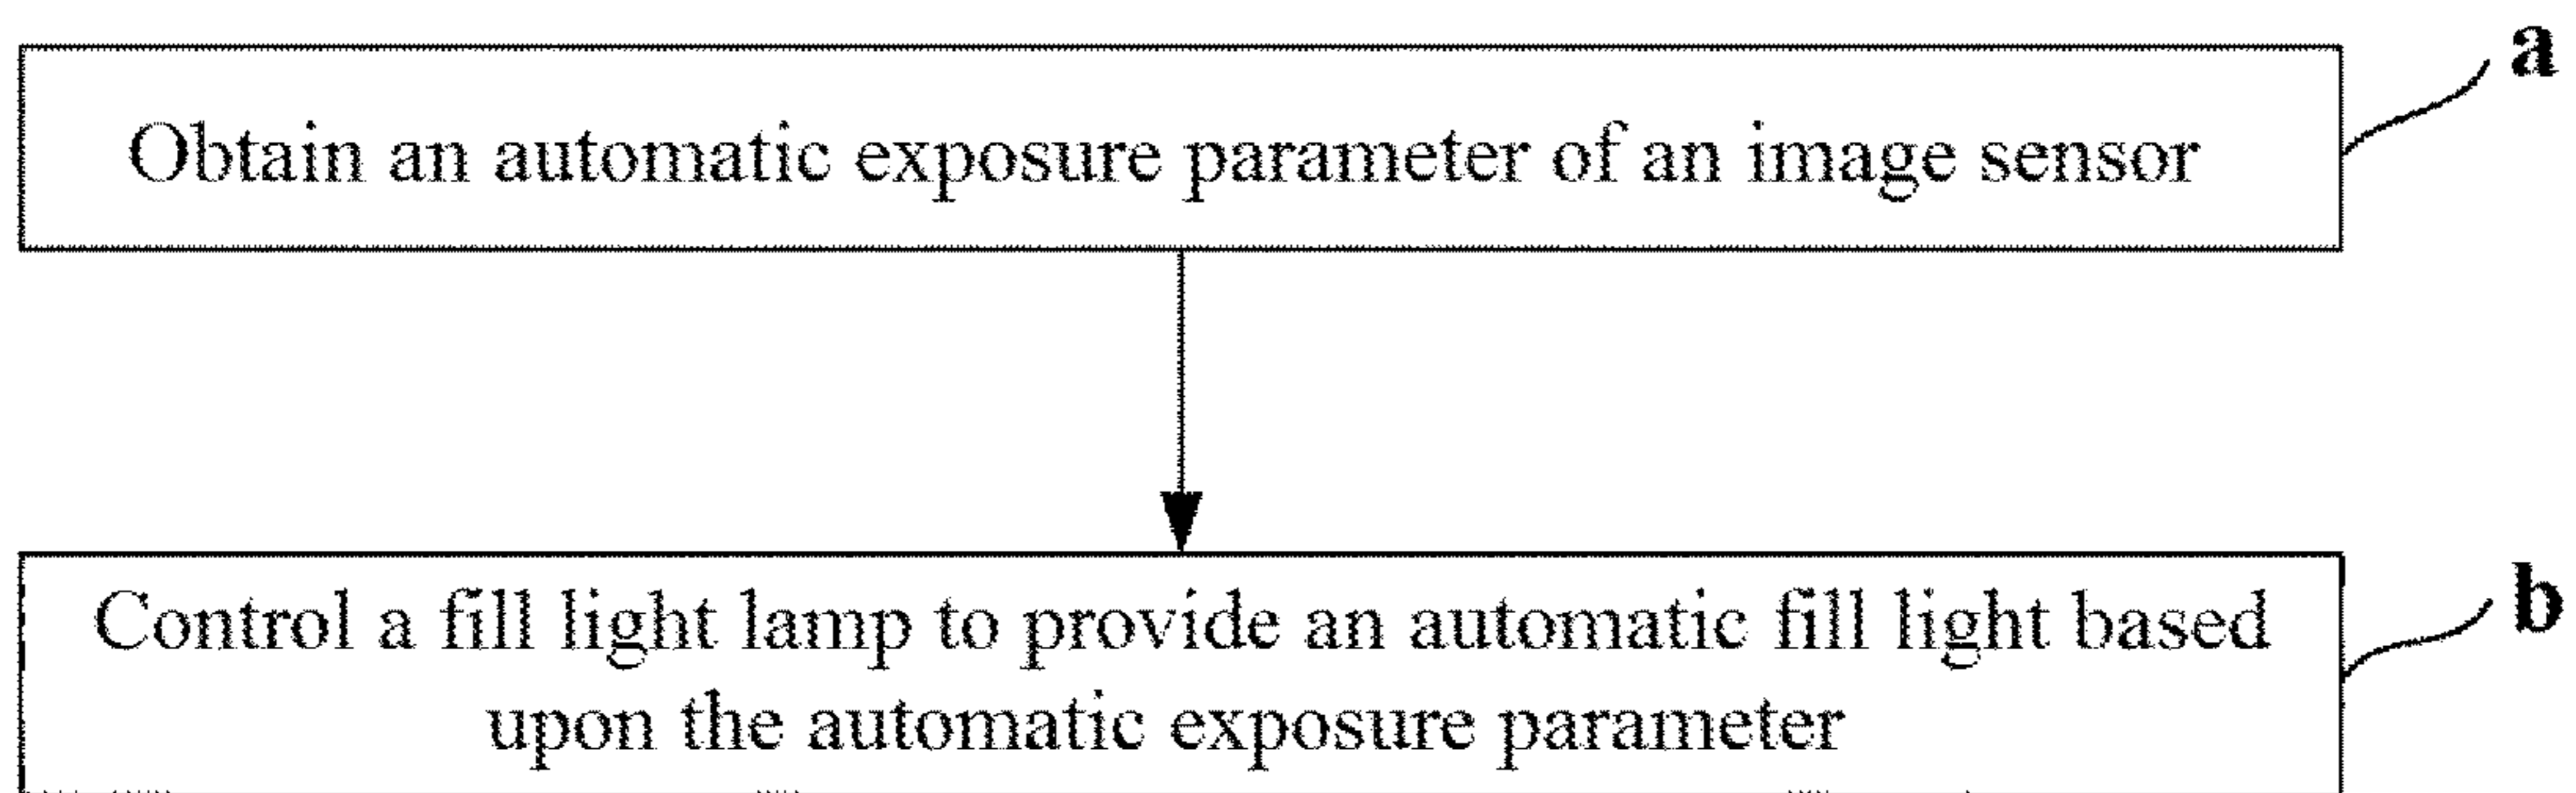 a
Obtain an automatic exposure parameter of an image sensor
b
Control a fill light lamp to provide an automatic fill light based
upon the automatic exposure parameter